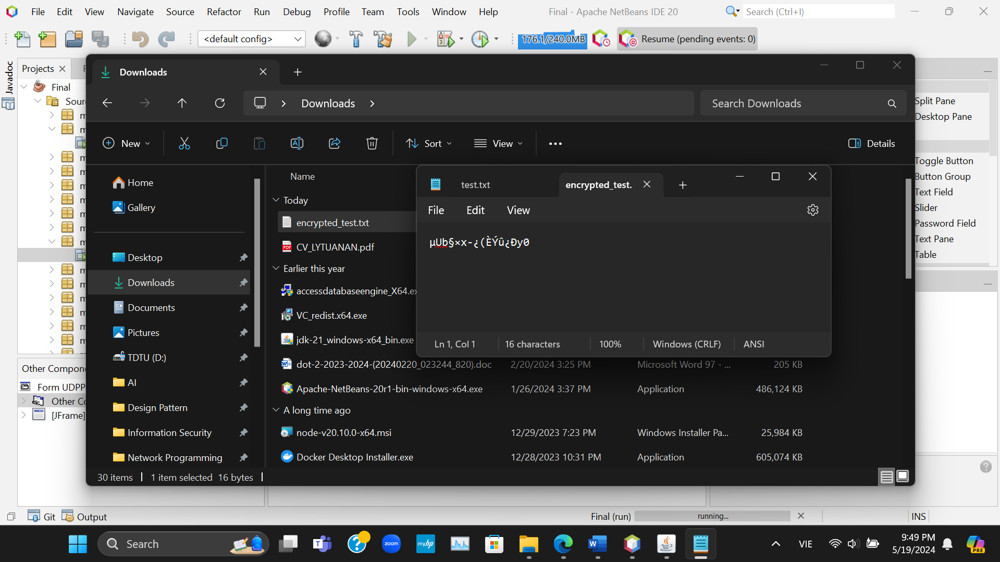 File Edit View Navigate Source Refactor Run Debug Profile Team Tools Window Help
Final - Apache NetBeans IDE 20
Search (Ctrl+I)
<default config>
176.1/240.0MB
Resume (pending events: 0)
Javadoc
Projects
Final
Sour
Downloads
Downloads
Search Downloads
New
Sort
View
Details
Home
Gallery
Desktop
Downloads
Documents
Pictures
TDTU (D:)
AI
Design Pattern
Information Security
Network Programming
Name
Today
encrypted_test.txt
CV_LYTUANAN.pdf
Earlier this year
accessdatabaseengine_X64.ex
VC_redist.x64.exe
jdk-21_windows-x64_bin.exe
dot-2-2023-2024-(20240220_023244_820).doc 2/20/2024 3:25 PM Microsoft Word 97 - ... 205 KB
Apache-NetBeans-20r1-bin-windows-x64.exe 1/26/2024 3:37 PM Application 486,124 KB
A long time ago
node-v20.10.0-x64.msi 12/29/2023 7:23 PM Windows Installer Pa... 25,984 KB
Docker Desktop Installer.exe 12/28/2023 10:31 PM Application 605,074 KB
30 items 1 item selected 16 bytes
test.txt
encrypted_test.
File Edit View
µUb§×x-¿(ÈÝû¿Ðy0
Ln 1, Col 1 16 characters 100% Windows (CRLF) ANSI
Split Pane
Desktop Pane
Toggle Button
Button Group
Text Field
Slider
Password Field
Text Pane
Table
Other Compone
Form UDPP
Other Co
[JFrame]
Git Output
Final (run) running... INS
Search
zoom
myhp
VIE
9:49 PM
5/19/2024
PRE